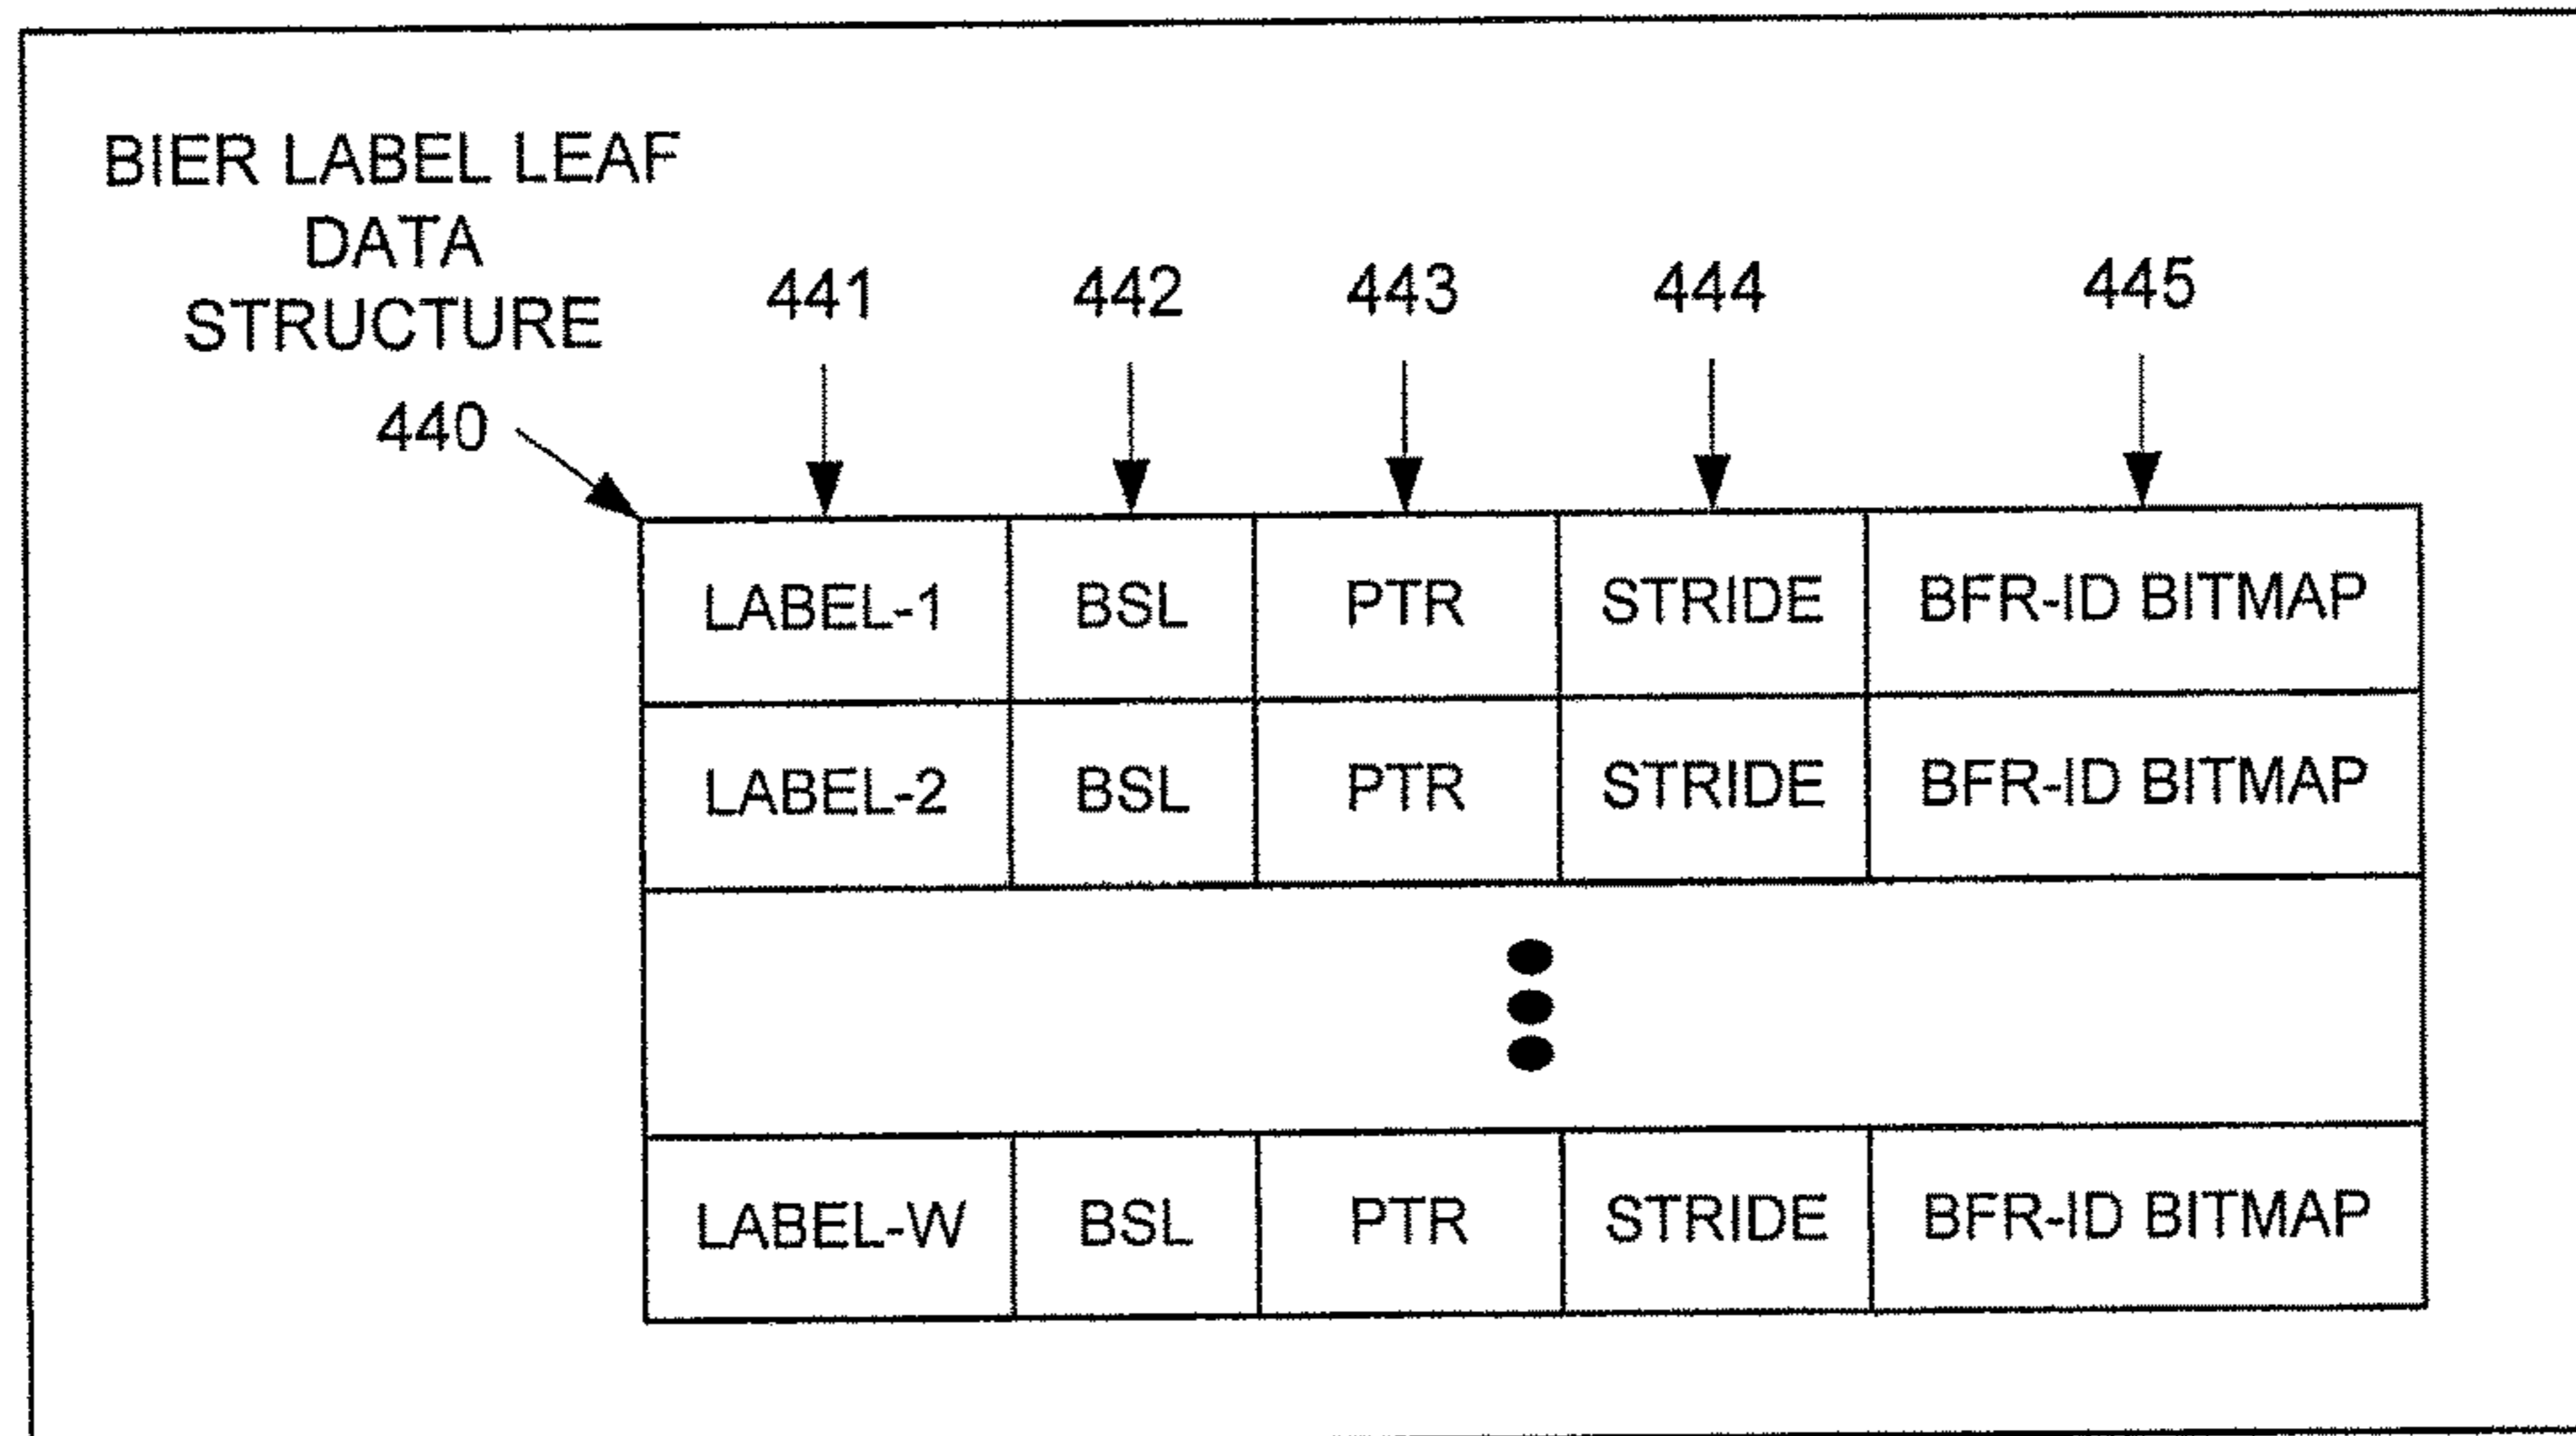 BIER LABEL LEAF
DATA
STRUCTURE
440
441 442 443 444 445
LABEL-1 BSL PTR STRIDE BFR-ID BITMAP
LABEL-2 BSL PTR STRIDE BFR-ID BITMAP
LABEL-W BSL PTR STRIDE BFR-ID BITMAP